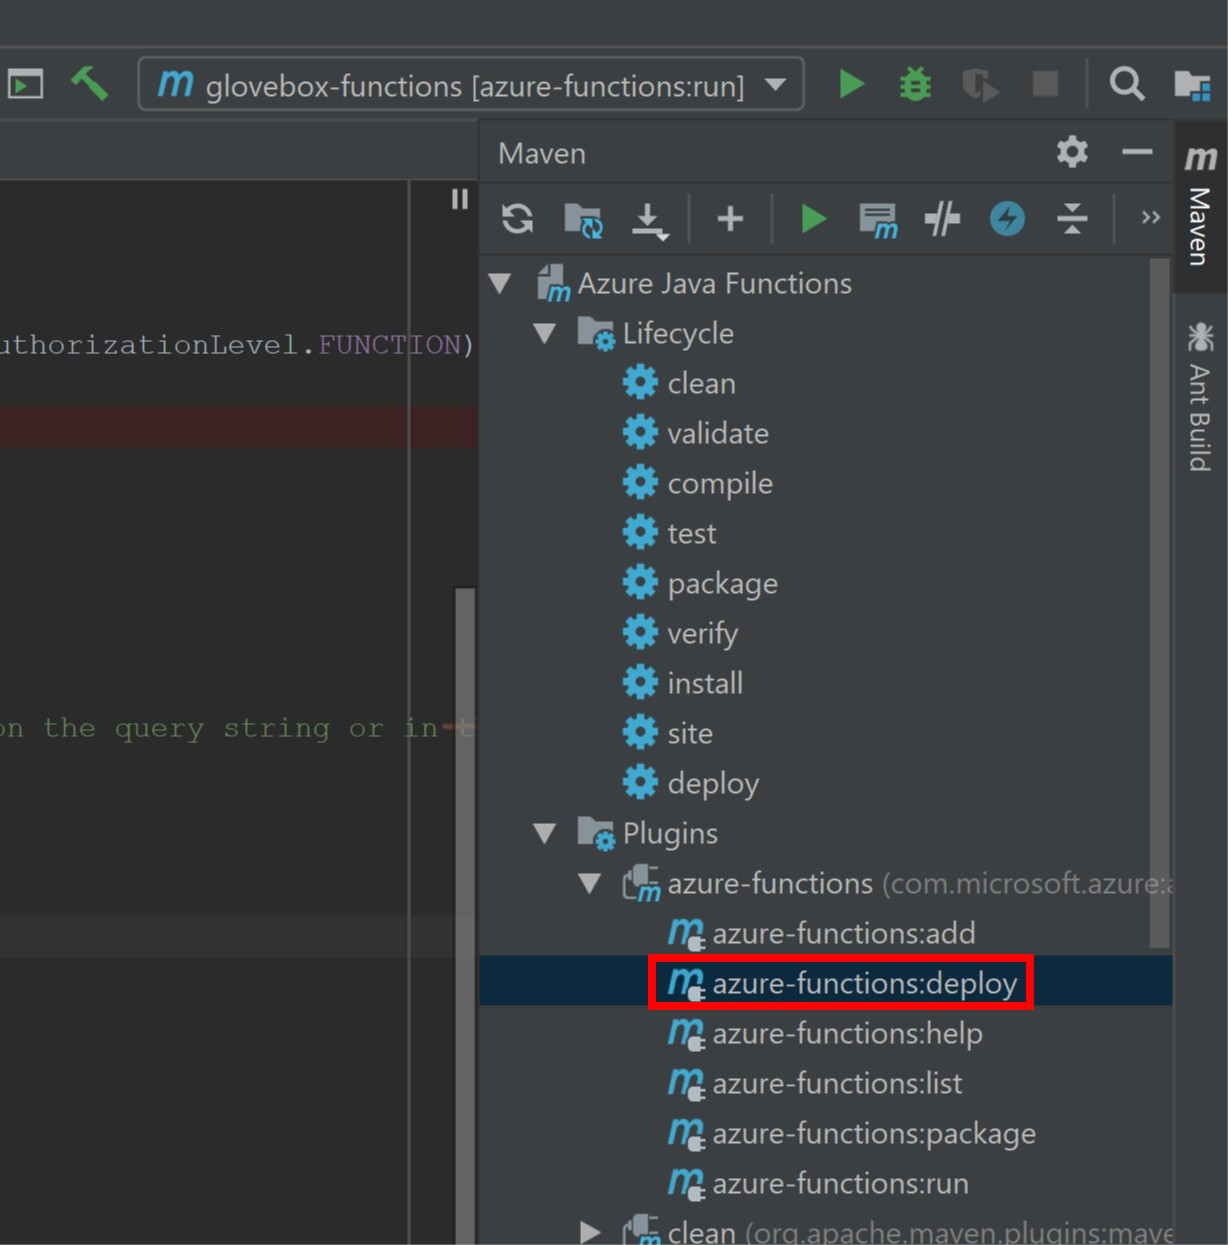 glovebox-functions [azure-functions:run]
Maven
Maven
Ant Build
uthorizationLevel.FUNCTION)
on the query string or in t
Azure Java Functions
Lifecycle
clean
validate
compile
test
package
verify
install
site
deploy
Plugins
azure-functions (com.microsoft.azure:a
azure-functions:add
azure-functions:deploy
azure-functions:help
azure-functions:list
azure-functions:package
azure-functions:run
clean (org.apache.maven.plugins:mave